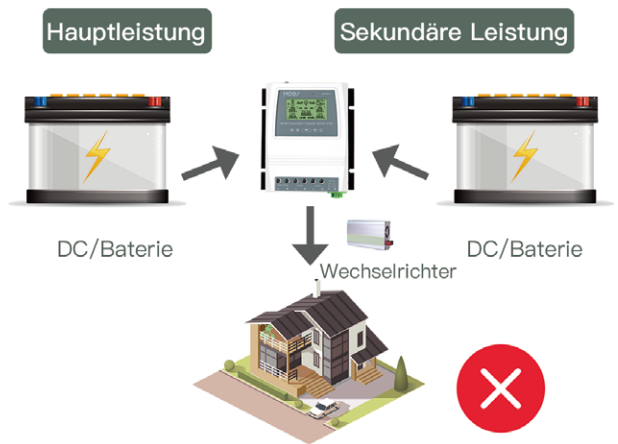 Hauptleistung
Sekundäre Leistung
DC/Baterie
DC/Baterie
Wechselrichter